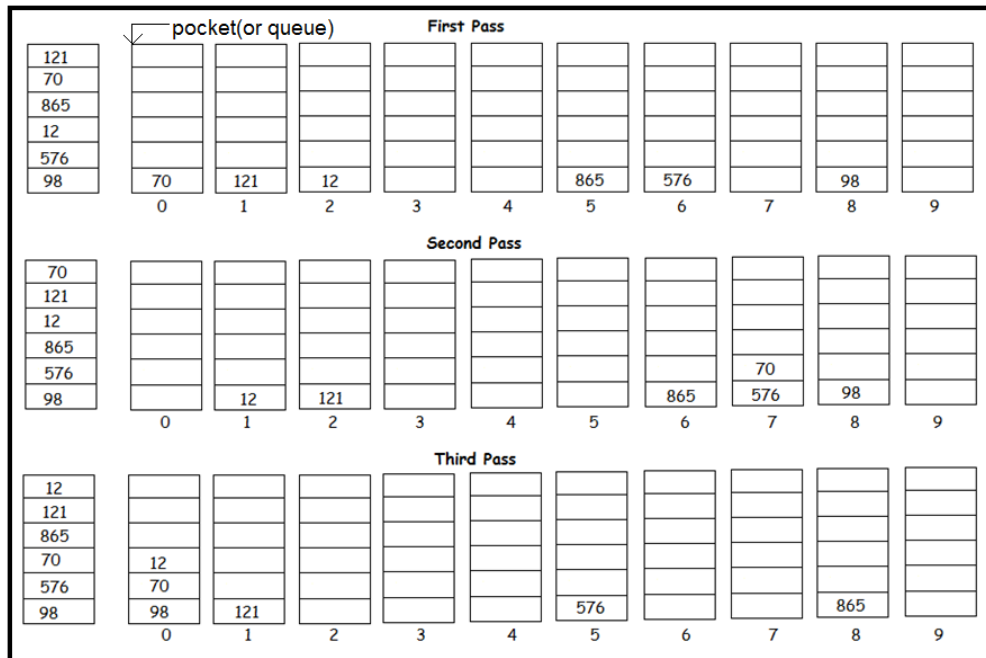 pocket(or queue)
First Pass
121
70
865
12
576
98 70 121 12 865 576 98
0 1 2 3 4 5 6 7 8 9
Second Pass
70
121
12
865
576 70
98 12 121 865 576 98
0 1 2 3 4 5 6 7 8 9
Third Pass
12
121
865
70 12
576 70
98 98 121 576 865
0 1 2 3 4 5 6 7 8 9